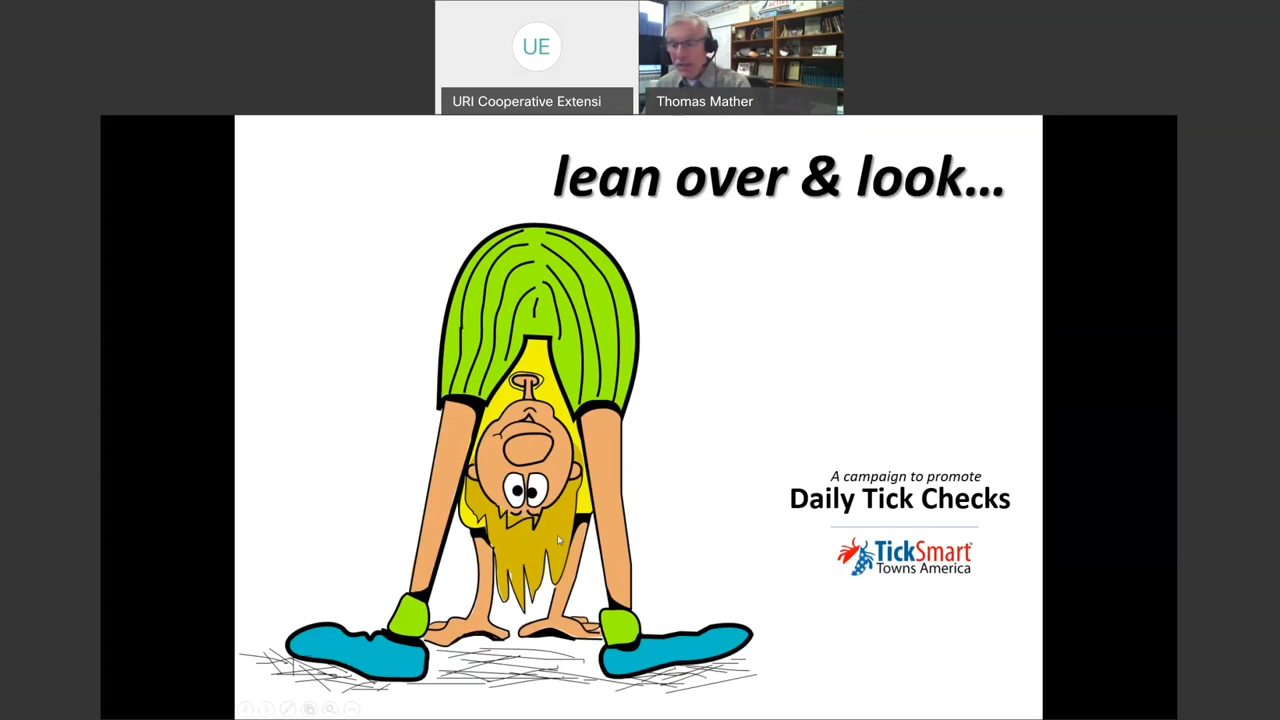 UE
URI Cooperative Extensi
Thomas Mather
lean over & look...
A campaign to promote
Daily Tick Checks
TickSmart
Towns America